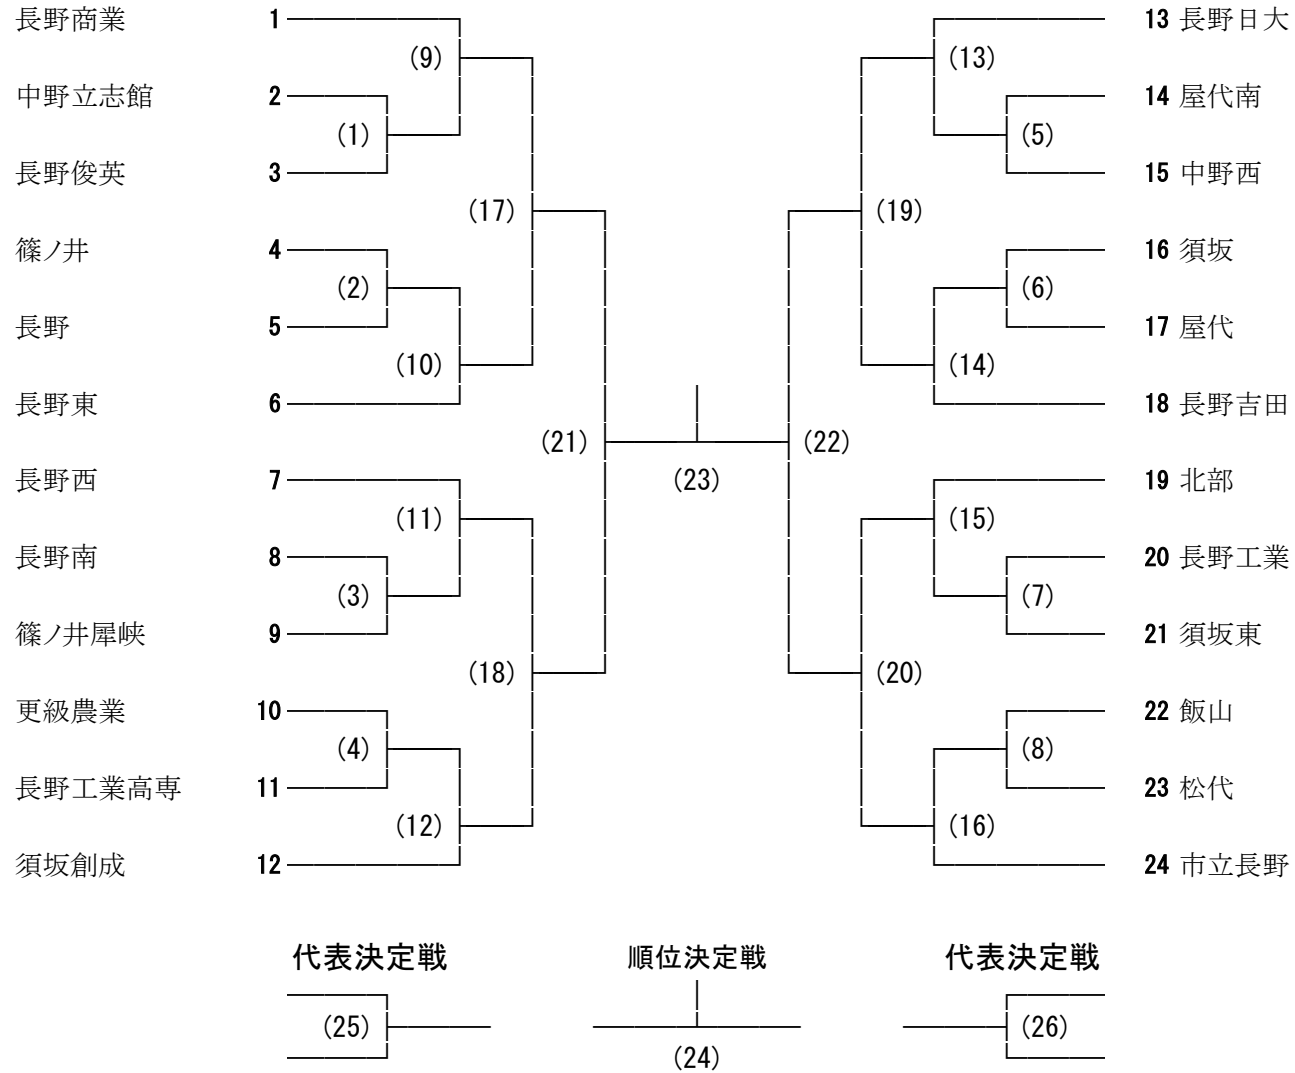 長野商業 1
13 長野日大
(9)
(13)
中野立志館 2
14 屋代南
(1)
(5)
長野俊英 3
15 中野西
(17)
(19)
篠ノ井 4
16 須坂
(2)
(6)
長野 5
17 屋代
(10)
(14)
長野東 6
18 長野吉田
(21)
(22)
長野西 7
(23)
19 北部
(11)
(15)
長野南 8
20 長野工業
(3)
(7)
篠ノ井犀峡 9
21 須坂東
(18)
(20)
更級農業 10
22 飯山
(4)
(8)
長野工業高専 11
23 松代
(12)
(16)
須坂創成 12
24 市立長野
代表決定戦
順位決定戦
代表決定戦
(25)
(26)
(24)